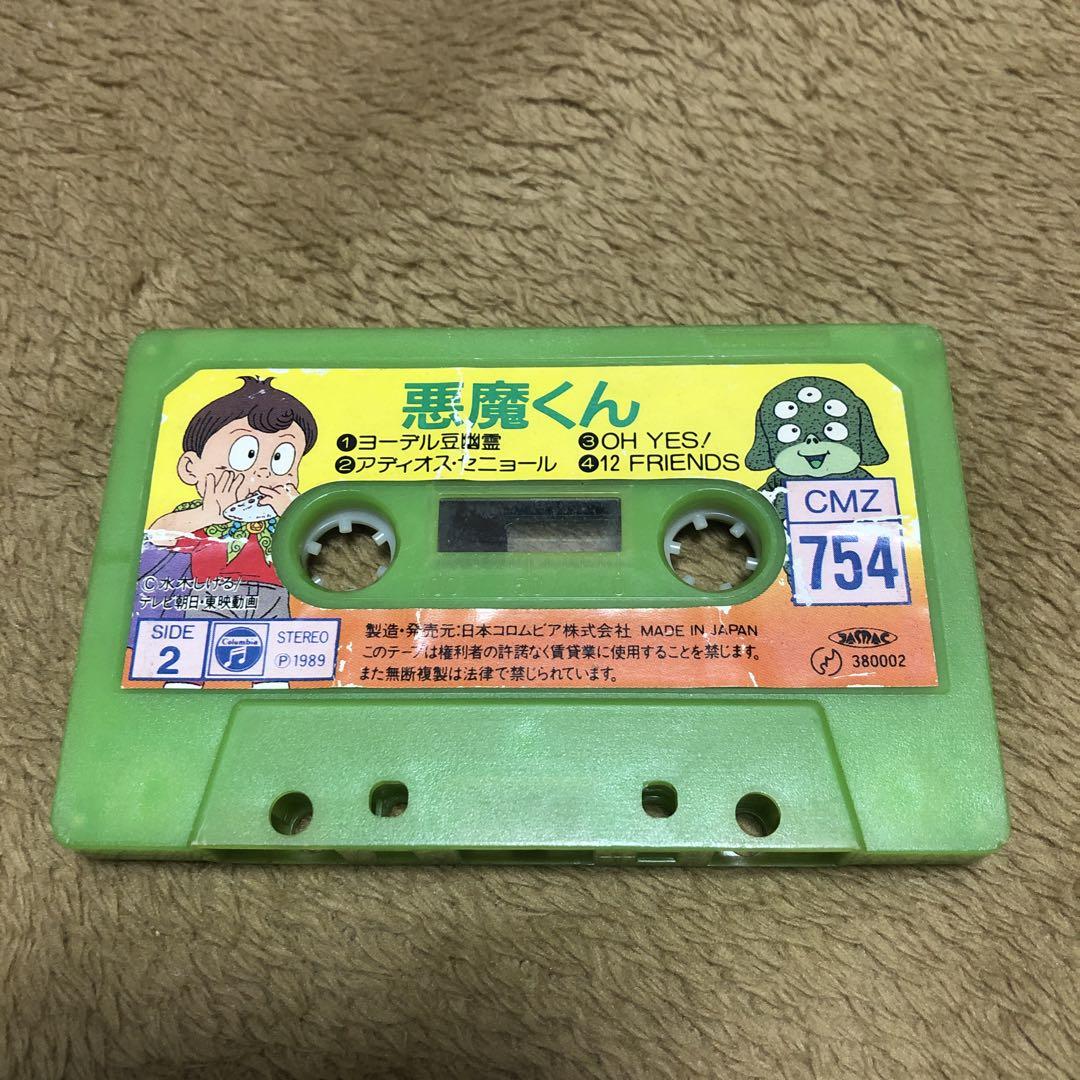 悪魔くん
①ヨーデル豆幽霊
②アディオス・セニョール
③OH YES!
④12 FRIENDS
CMZ
754
©水木しげる/
テレビ朝日・東映動画
SIDE
2
Columbia
STEREO
Ⓟ1989
製造・発売元:日本コロムビア株式会社 MADE IN JAPAN
このテープは権利者の許諾なく賃貸業に使用することを禁じます。
また無断複製は法律で禁じられています。
JASRAC
380002